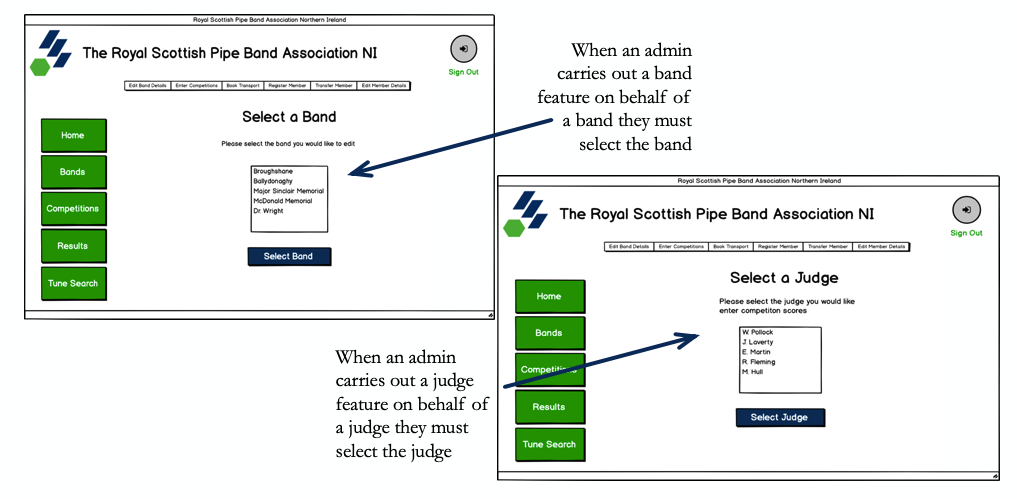 Royal Scottish Pipe Band Association Northern Ireland
The Royal Scottish Pipe Band Association NI
Sign Out
Edit Band Details Enter Competitions Book Transport Register Member Transfer Member Edit Member Details
Select a Band
Please select the band you would like to edit
Home
Bands
Competitions
Results
Tune Search
Broughshane
Ballydonaghy
Major Sinclair Memorial
McDonald Memorial
Dr. Wright
Select Band
When an admin
carries out a band
feature on behalf of
a band they must
select the band
Royal Scottish Pipe Band Association Northern Ireland
The Royal Scottish Pipe Band Association NI
Sign Out
Edit Band Details Enter Competitions Book Transport Register Member Transfer Member Edit Member Details
Select a Judge
Please select the judge you would like
enter competiton scores
Home
Bands
Competitions
Results
Tune Search
W. Pollock
J. Laverty
E. Martin
R. Fleming
M. Hull
Select Judge
When an admin
carries out a judge
feature on behalf of
a judge they must
select the judge